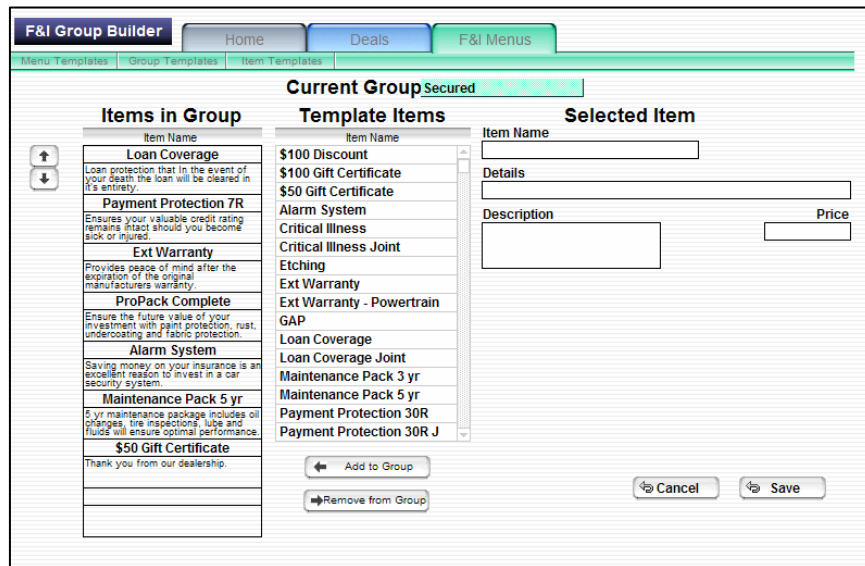 F&I Group Builder
Home
Deals
F&I Menus
Menu Templates
Group Templates
Item Templates
Current Group Secured
Items in Group
Item Name
Loan Coverage
Loan protection that In the event of
your death the loan will be cleared in
it's entirety.
Payment Protection 7R
Ensures your valuable credit rating
remains intact should you become
sick or injured.
Ext Warranty
Provides peace of mind after the
expiration of the original
manufacturers warranty.
ProPack Complete
Ensure the future value of your
investment with paint protection, rust,
undercoating and fabric protection.
Alarm System
Saving money on your insurance is an
excellent reason to invest in a car
security system.
Maintenance Pack 5 yr
5 yr maintenance package includes oil
changes, tire inspections, lube and
fluids will ensure optimal performance.
$50 Gift Certificate
Thank you from our dealership.
Template Items
Item Name
$100 Discount
$100 Gift Certificate
$50 Gift Certificate
Alarm System
Critical Illness
Critical Illness Joint
Etching
Ext Warranty
Ext Warranty - Powertrain
GAP
Loan Coverage
Loan Coverage Joint
Maintenance Pack 3 yr
Maintenance Pack 5 yr
Payment Protection 30R
Payment Protection 30R J
Add to Group
Remove from Group
Selected Item
Item Name
Details
Description
Price
Cancel
Save